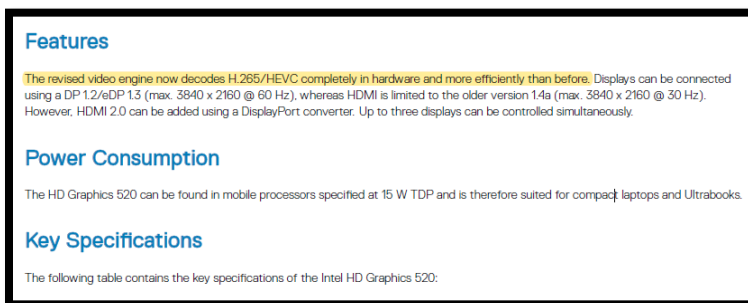 Features
The revised video engine now decodes H.265/HEVC completely in hardware and more efficiently than before. Displays can be connected
using a DP 1.2/eDP 1.3 (max. 3840 x 2160 @ 60 Hz), whereas HDMI is limited to the older version 1.4a (max. 3840 x 2160 @ 30 Hz).
However, HDMI 2.0 can be added using a DisplayPort converter. Up to three displays can be controlled simultaneously.
Power Consumption
The HD Graphics 520 can be found in mobile processors specified at 15 W TDP and is therefore suited for compact laptops and Ultrabooks.
Key Specifications
The following table contains the key specifications of the Intel HD Graphics 520: